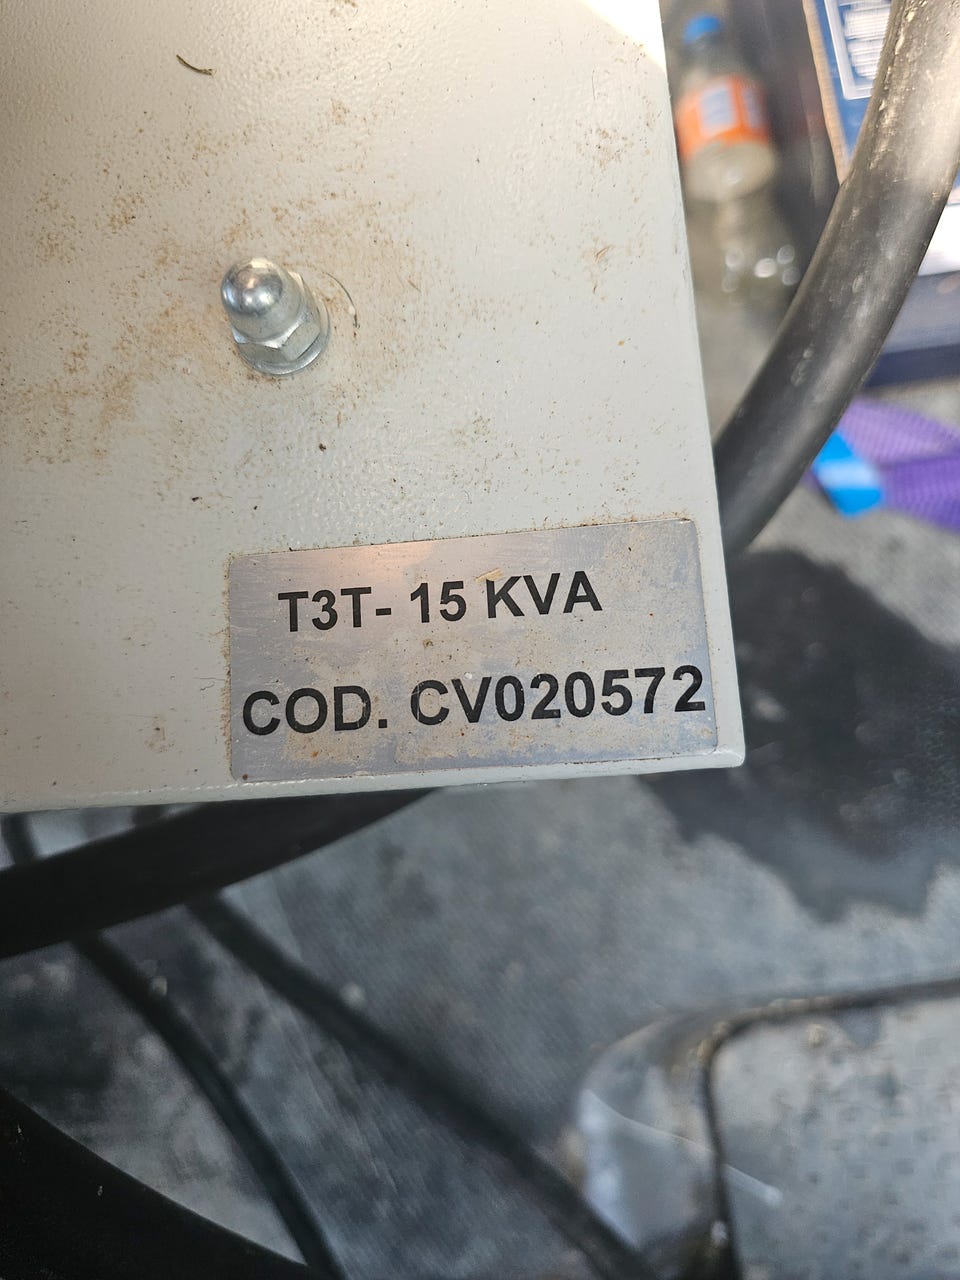 T3T- 15 KVA
COD. CV020572